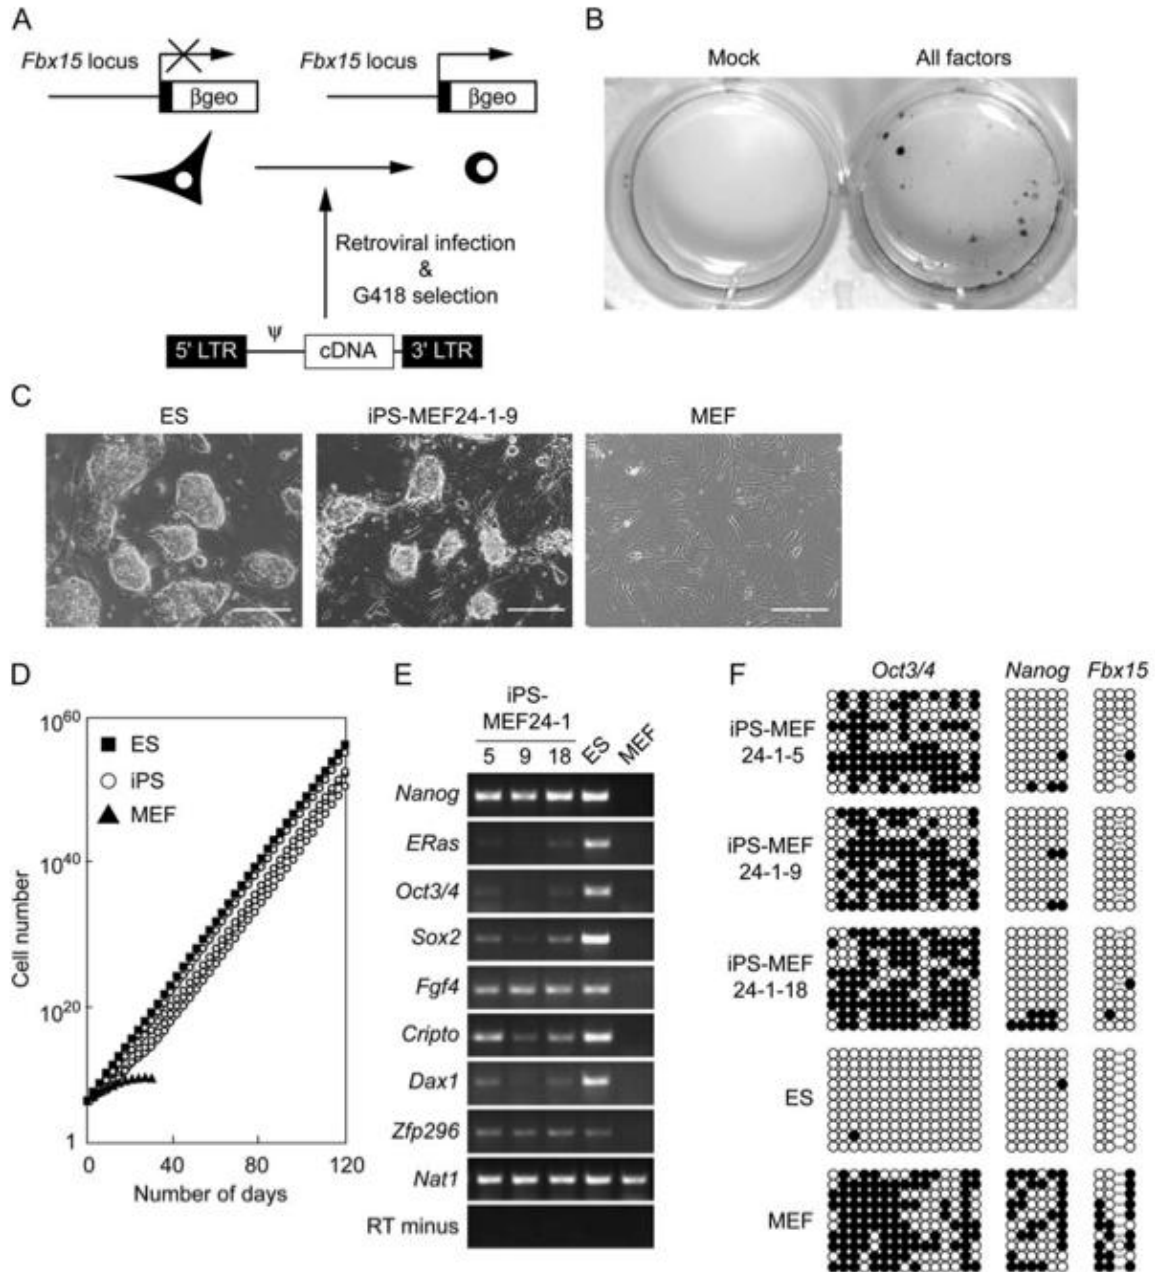 A
Fbx15 locus
βgeo
Fbx15 locus
βgeo
Retroviral infection
&
G418 selection
ψ
5' LTR
cDNA
3' LTR
B
Mock
All factors
C
ES
iPS-MEF24-1-9
MEF
D
10^60
10^40
10^20
1
ES
iPS
MEF
Cell number
0
40
80
120
Number of days
E
iPS-
MEF24-1
5 9 18 ES MEF
Nanog
ERas
Oct3/4
Sox2
Fgf4
Cripto
Dax1
Zfp296
Nat1
RT minus
F
Oct3/4 Nanog Fbx15
iPS-MEF
24-1-5
iPS-MEF
24-1-9
iPS-MEF
24-1-18
ES
MEF